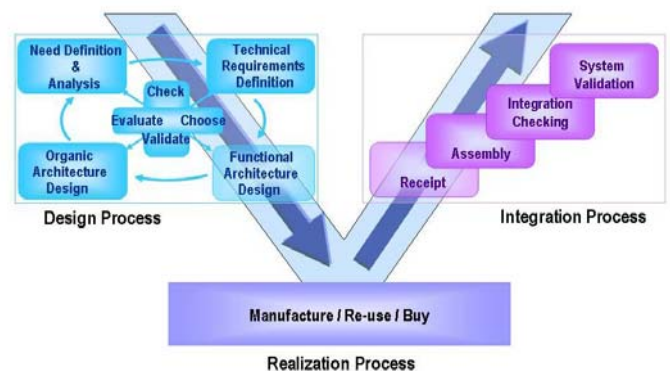 Need Definition
&
Analysis
Technical
Requirements
Definition
Check
Evaluate Choose
Validate
Organic
Architecture
Design
Functional
Architecture
Design
Design Process
System
Validation
Integration
Checking
Assembly
Receipt
Integration Process
Manufacture / Re-use / Buy
Realization Process